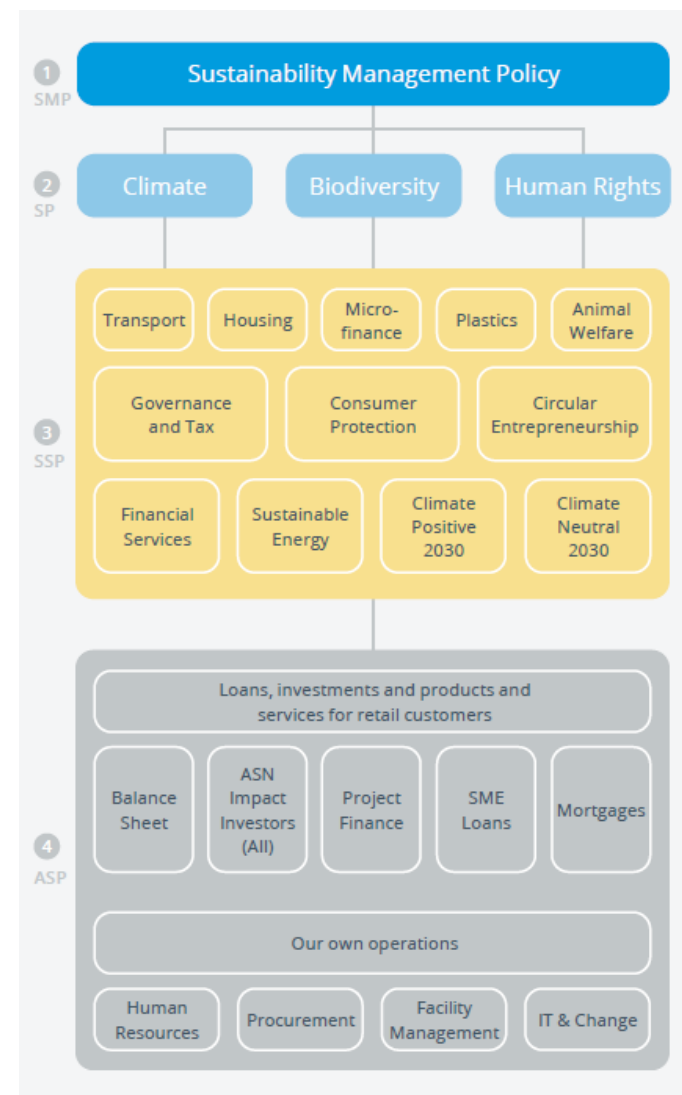 1
SMP
Sustainability Management Policy
2
SP
Climate
Biodiversity
Human Rights
3
SSP
Transport
Housing
Micro-
finance
Plastics
Animal
Welfare
Governance
and Tax
Consumer
Protection
Circular
Entrepreneurship
Financial
Services
Sustainable
Energy
Climate
Positive
2030
Climate
Neutral
2030
4
ASP
Loans, investments and products and
services for retail customers
Balance
Sheet
ASN
Impact
Investors
(All)
Project
Finance
SME
Loans
Mortgages
Our own operations
Human
Resources
Procurement
Facility
Management
IT & Change